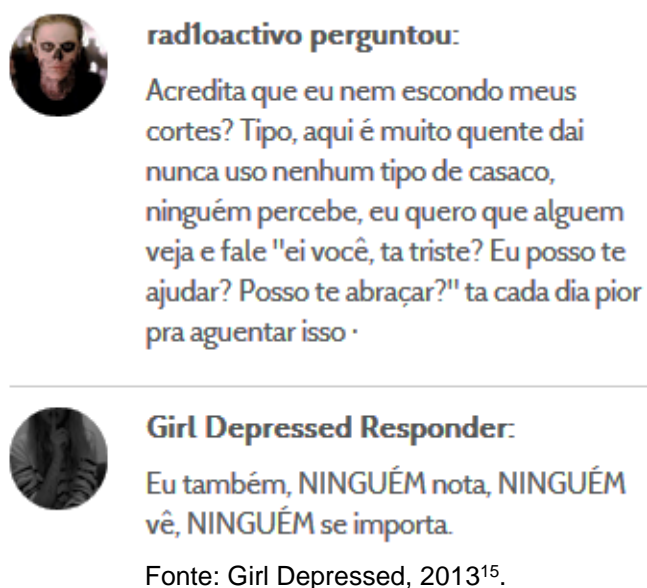 rad1oactivo perguntou:
Acredita que eu nem escondo meus
cortes? Tipo, aqui é muito quente dai
nunca uso nenhum tipo de casaco,
ninguém percebe, eu quero que alguem
veja e fale "ei você, ta triste? Eu posso te
ajudar? Posso te abraçar?" ta cada dia pior
pra aguentar isso ·
Girl Depressed Responder:
Eu também, NINGUÉM nota, NINGUÉM
vê, NINGUÉM se importa.
Fonte: Girl Depressed, 2013¹⁵.